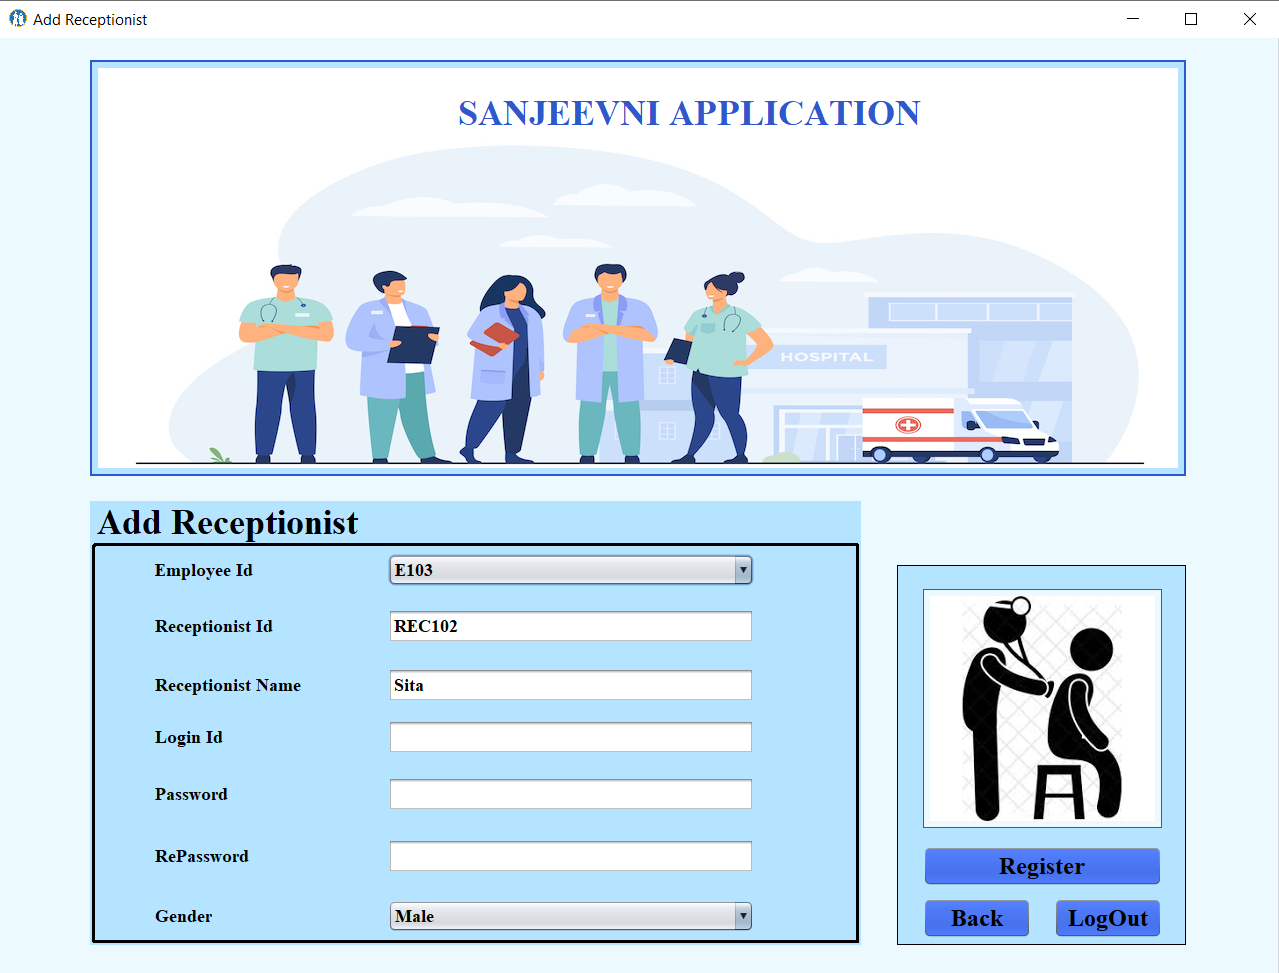 Add Receptionist
SANJEEVNI APPLICATION
HOSPITAL
Add Receptionist
Employee Id E103
Receptionist Id REC102
Receptionist Name Sita
Login Id
Password
RePassword
Gender Male
Register
Back LogOut